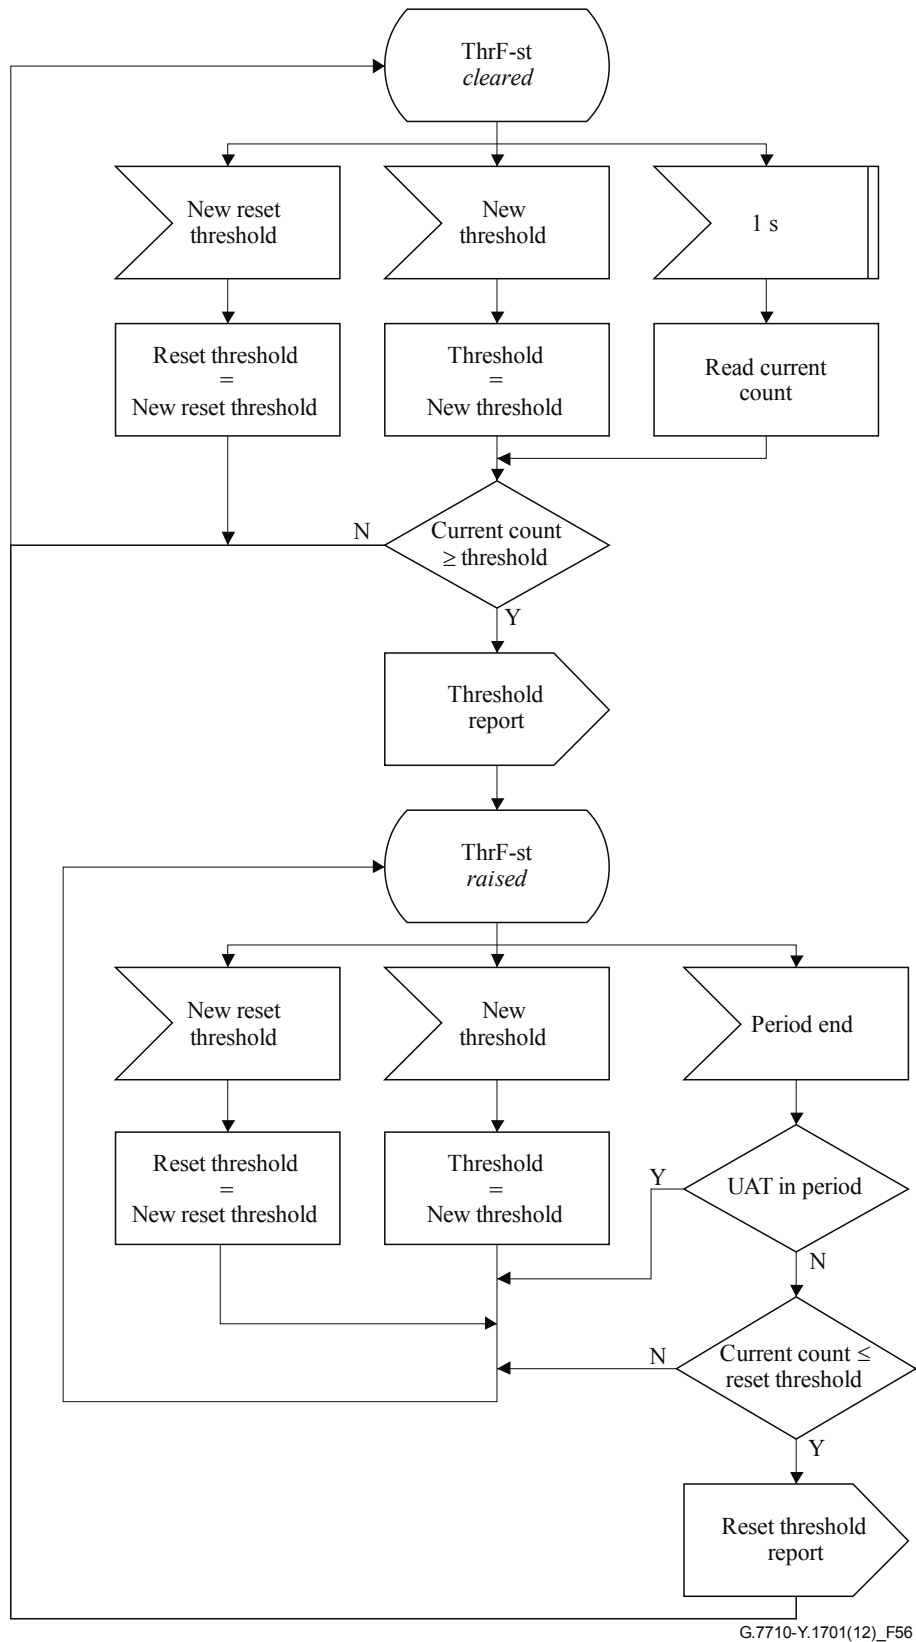 ThrF-st
cleared
New reset
threshold
New
threshold
1 s
Reset threshold
=
New reset threshold
Threshold
=
New threshold
Read current
count
N
Current count
≥ threshold
Y
Threshold
report
ThrF-st
raised
New reset
threshold
New
threshold
Period end
Reset threshold
=
New reset threshold
Threshold
=
New threshold
Y
UAT in period
N
N
Current count ≤
reset threshold
Y
Reset threshold
report
G.7710-Y.1701(12)_F56